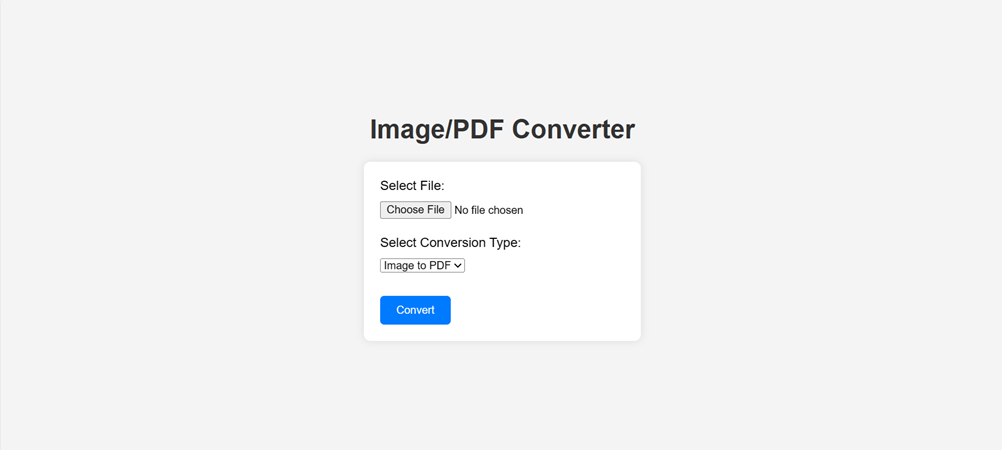 Image/PDF Converter
Select File:
Choose File No file chosen
Select Conversion Type:
Image to PDF
Convert